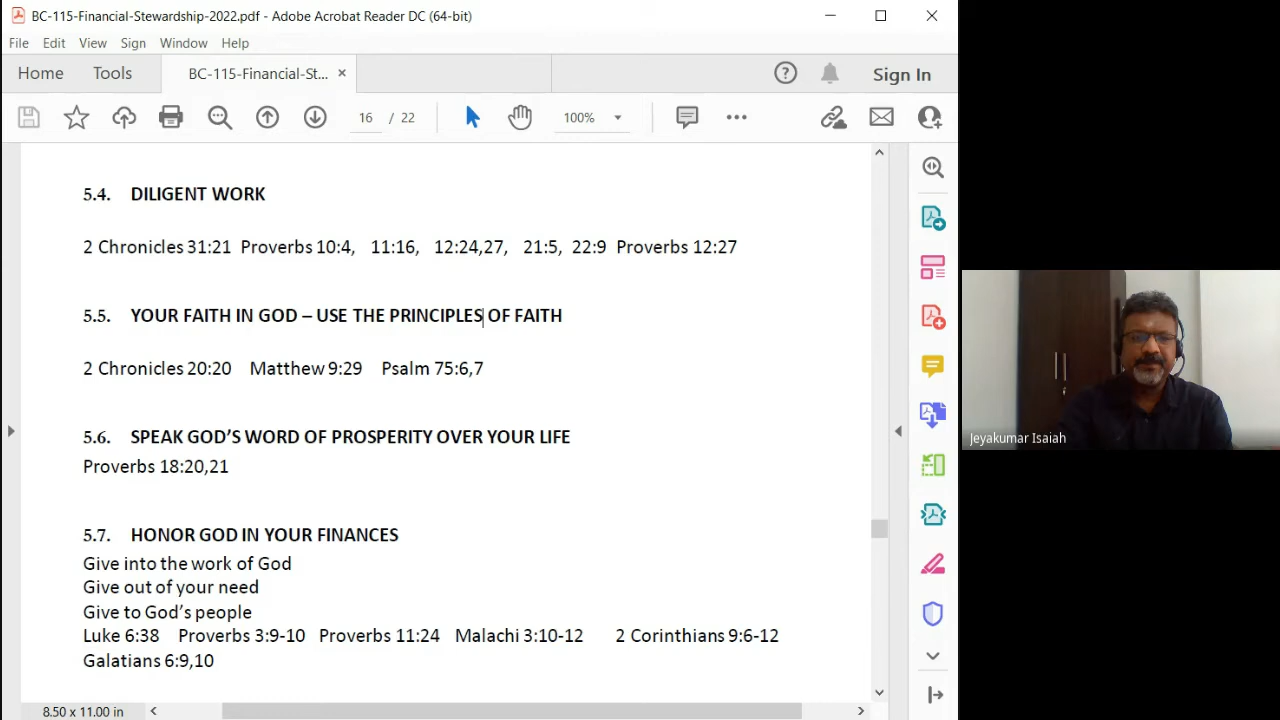 BC-115-Financial-Stewardship-2022.pdf - Adobe Acrobat Reader DC (64-bit)
File Edit View Sign Window Help
Home Tools BC-115-Financial-St... × Sign In
16 / 22 100%
5.4. DILIGENT WORK
2 Chronicles 31:21 Proverbs 10:4, 11:16, 12:24,27, 21:5, 22:9 Proverbs 12:27
5.5. YOUR FAITH IN GOD – USE THE PRINCIPLES OF FAITH
2 Chronicles 20:20 Matthew 9:29 Psalm 75:6,7
5.6. SPEAK GOD'S WORD OF PROSPERITY OVER YOUR LIFE
Proverbs 18:20,21
5.7. HONOR GOD IN YOUR FINANCES
Give into the work of God
Give out of your need
Give to God's people
Luke 6:38 Proverbs 3:9-10 Proverbs 11:24 Malachi 3:10-12 2 Corinthians 9:6-12
Galatians 6:9,10
8.50 x 11.00 in
Jeyakumar Isaiah